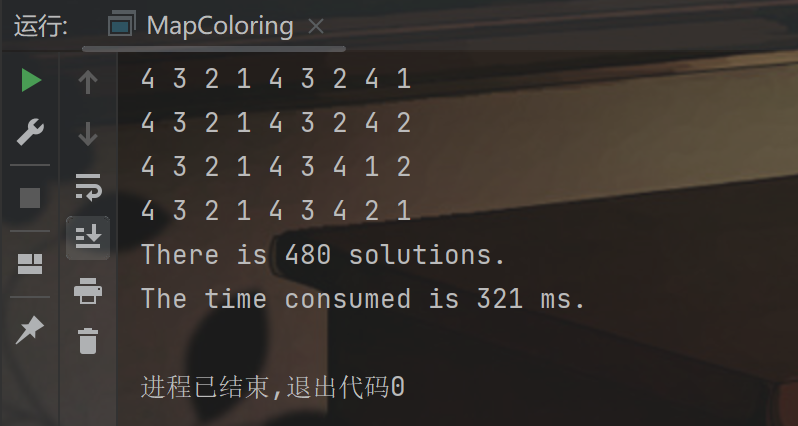 运行: MapColoring
4 3 2 1 4 3 2 4 1
4 3 2 1 4 3 2 4 2
4 3 2 1 4 3 4 1 2
4 3 2 1 4 3 4 2 1
There is 480 solutions.
The time consumed is 321 ms.
进程已结束,退出代码0